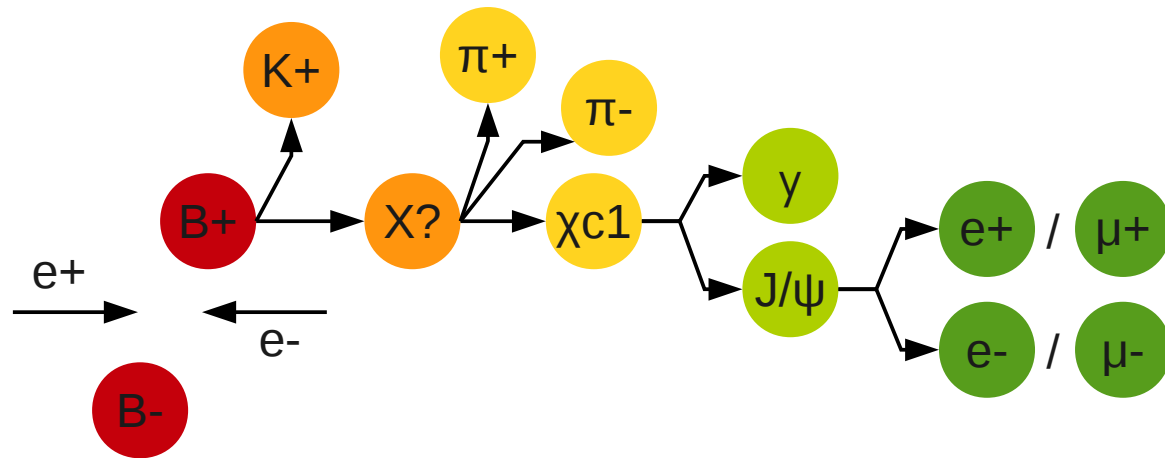 K+
π+
π-
B+
X?
χc1
y
J/ψ
e+ / μ+
e- / μ-
e+
e-
B-